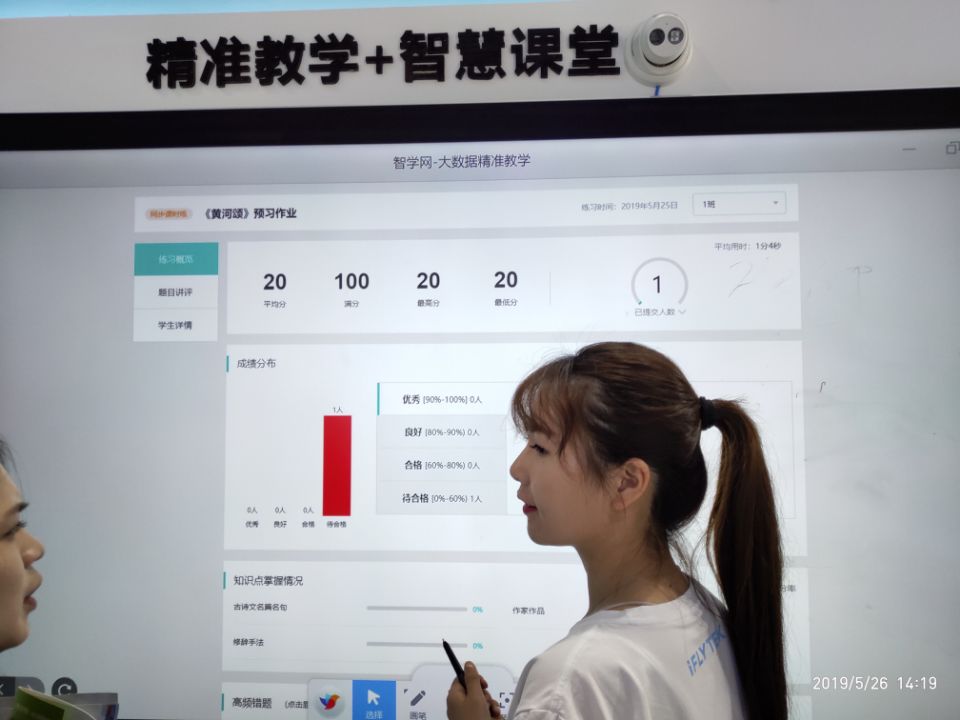 精准教学+智慧课堂
智学网-大数据精准教学
同步课时练 《黄河颂》预习作业 练习时间: 2019年5月25日 1班
练习概览
题目讲评
学生详情
20 100 20 20 1
平均分 满分 最高分 最低分 已提交人数
平均用时: 1分4秒
成绩分布
1人
0人 0人 0人
优秀 良好 合格 待合格
优秀 [90%-100%] 0人
良好 [80%-90%] 0人
合格 [60%-80%] 0人
待合格 [0%-60%] 1人
知识点掌握情况
古诗文名篇名句 0% 作家作品
修辞手法 0%
高频错题
选择 画笔
iFLYTEK
2019/5/26 14:19